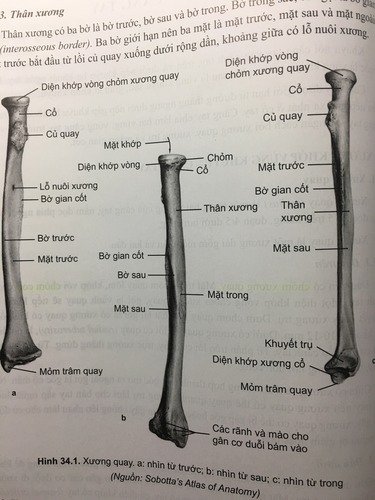 3. Thân xương
Thân xương có ba bờ là bờ trước, bờ sau và bờ trong. Bờ trong
(interosseous border). Ba bờ giới hạn nên ba mặt là mặt trước, mặt sau và mặt ngoài
trước bắt đầu từ lồi củ quay xuống dưới rộng dần, khoảng giữa có lỗ nuôi xương.
Diện khớp vòng chỏm xương quay
Cổ
Củ quay
Lỗ nuôi xương
Bờ gian cốt
Bờ trước
Mặt trước
Mỏm trâm quay
a
Mặt khớp
Diện khớp vòng
Chỏm
Cổ
Thân xương
Bờ gian cốt
Bờ sau
Mặt trong
Mặt sau
Các rãnh và mào cho
gân cơ duỗi bám vào
b
Diện khớp vòng
chỏm xương quay
Cổ
Củ quay
Mặt trước
Bờ gian cốt
Thân
xương
Mặt sau
Khuyết trụ
Diện khớp xương cổ
Mỏm trâm quay
c
Hình 34.1. Xương quay. a: nhìn từ trước; b: nhìn từ sau; c: nhìn từ trong
(Nguồn: Sobotta's Atlas of Anatomy)